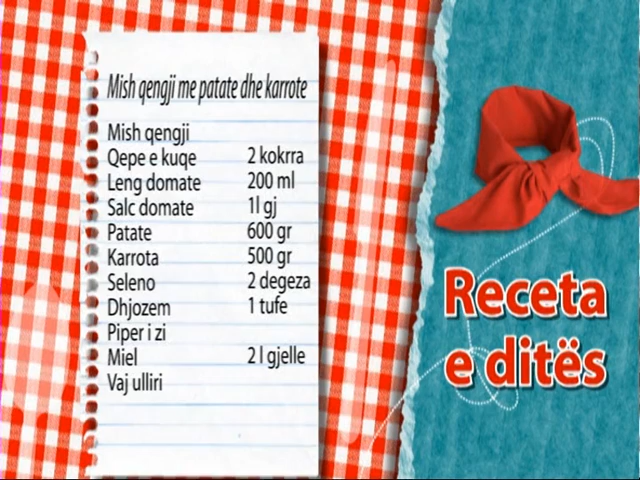 Mish qengji me patate dhe karrote
Mish qengji
Qepe e kuqe 2 kokrra
Leng domate 200 ml
Salc domate 1l gj
Patate 600 gr
Karrota 500 gr
Seleno 2 degeza
Dhjozem 1 tufe
Piper i zi
Miel 2 l gjelle
Vaj ulliri
Receta
e ditës